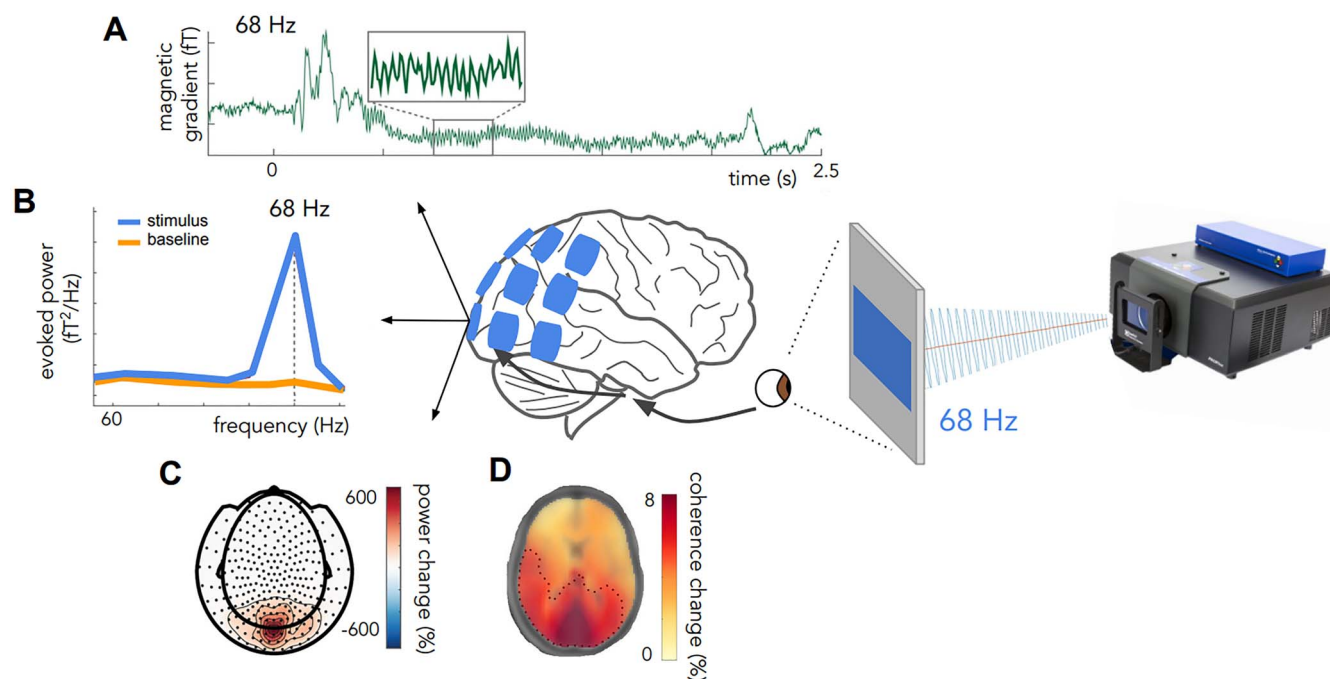 A
68 Hz
magnetic
gradient (fT)
0
time (s)
2.5
B
68 Hz
stimulus
baseline
evoked power
(fT²/Hz)
60
frequency (Hz)
68 Hz
C
600
-600
power change (%)
D
8
0
coherence change (%)